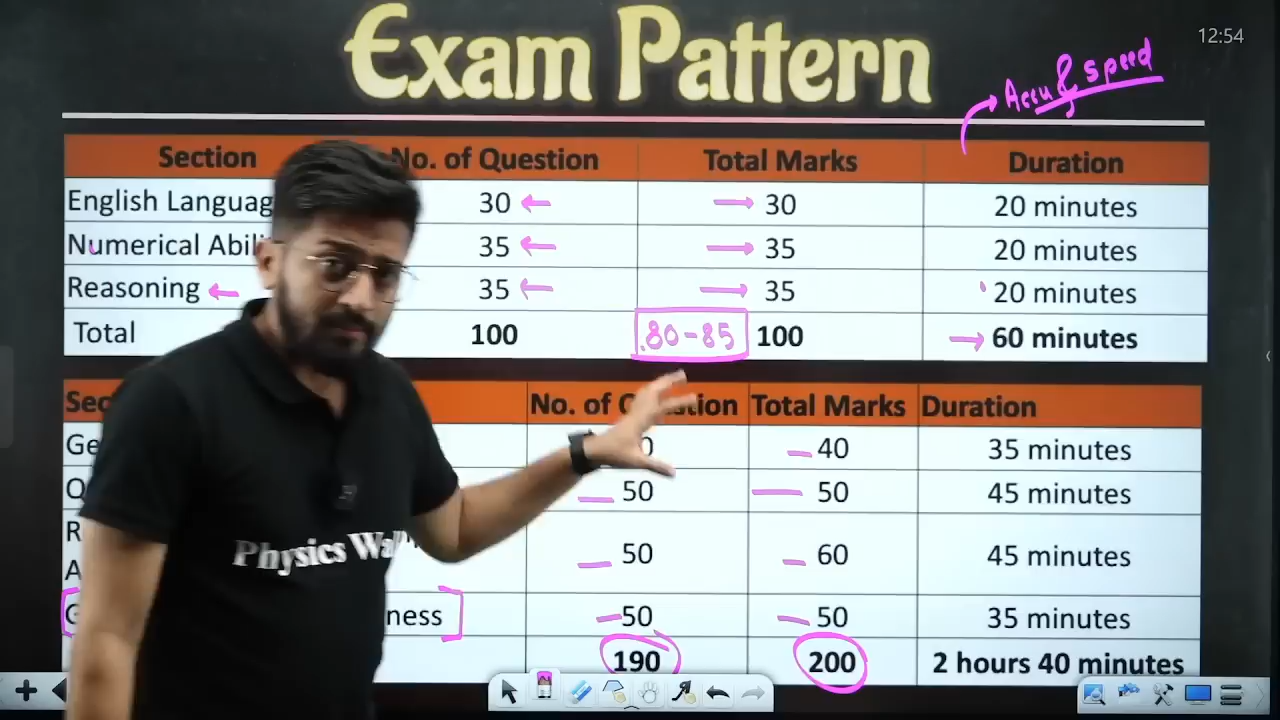 Exam Pattern
12:54
Accu & speed
Section No. of Question Total Marks Duration
English Languag 30 30 20 minutes
Numerical Abili 35 35 20 minutes
Reasoning 35 35 20 minutes
Total 100 80-85 100 60 minutes
Sec No. of Q tion Total Marks Duration
Ge 0 40 35 minutes
Q 50 50 45 minutes
R
A 50 60 45 minutes
G ness 50 50 35 minutes
190 200 2 hours 40 minutes
Physics Wal